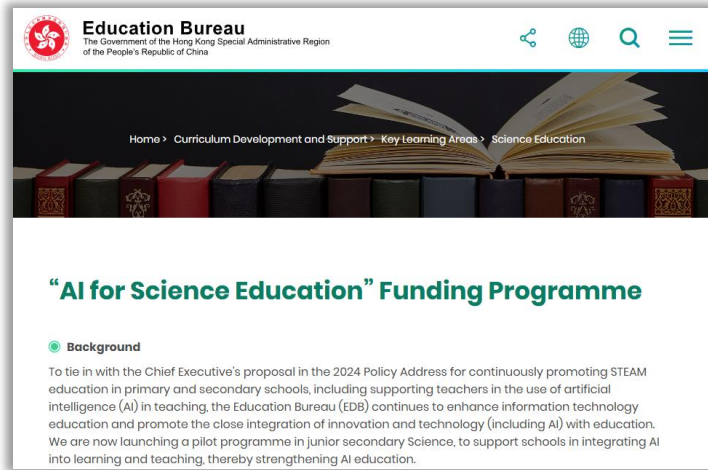 Education Bureau
The Government of the Hong Kong Special Administrative Region
of the People's Republic of China
Home > Curriculum Development and Support > Key Learning Areas > Science Education
“AI for Science Education” Funding Programme
Background
To tie in with the Chief Executive's proposal in the 2024 Policy Address for continuously promoting STEAM
education in primary and secondary schools, including supporting teachers in the use of artificial
intelligence (AI) in teaching, the Education Bureau (EDB) continues to enhance information technology
education and promote the close integration of innovation and technology (including AI) with education.
We are now launching a pilot programme in junior secondary Science, to support schools in integrating AI
into learning and teaching, thereby strengthening AI education.